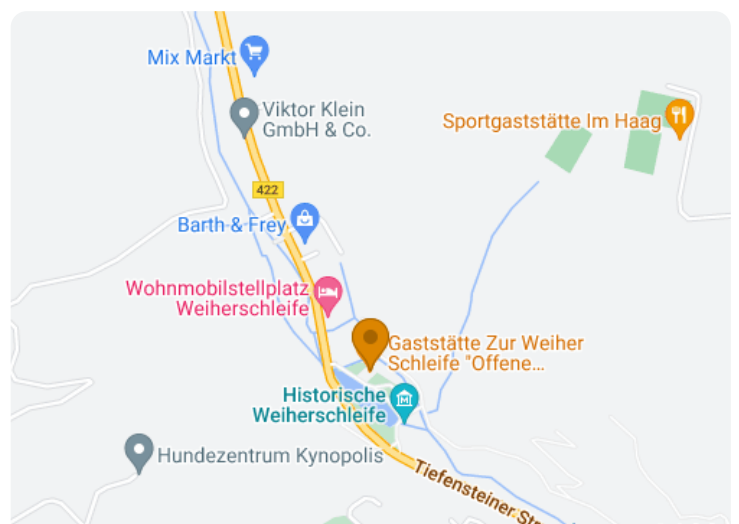 Mix Markt
Viktor Klein
GmbH & Co.
Sportgaststätte Im Haag
422
Barth & Frey
Wohnmobilstellplatz
Weiherschleife
Gaststätte Zur Weiher
Schleife "Offene...
Historische
Weiherschleife
Hundezentrum Kynopolis
Tiefensteiner Str